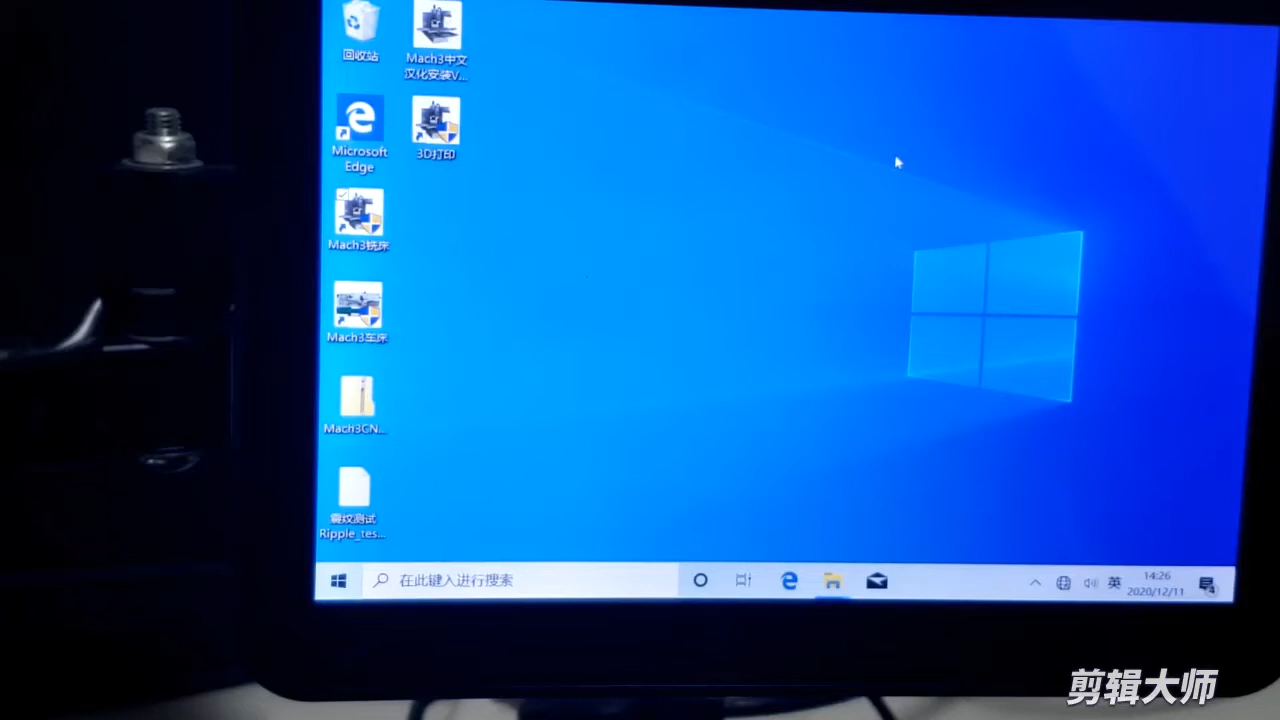 回收站
Mach3中文
汉化安装V...
Microsoft
Edge
3D打印
Mach3铣床
Mach3车床
Mach3CN...
震纹测试
Ripple_tes...
在此键入进行搜索
英
14:26
2020/12/11
4
剪辑大师